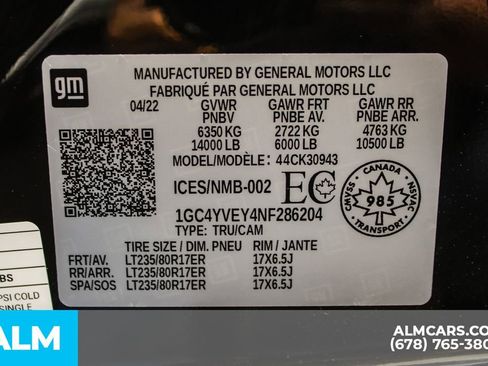 gm
MANUFACTURED BY GENERAL MOTORS LLC
FABRIQUÉ PAR GENERAL MOTORS LLC
04/22 GVWR GAWR FRT GAWR RR
PNBV PNBE AV. PNBE ARR.
6350 KG 2722 KG 4763 KG
14000 LB 6000 LB 10500 LB
MODEL/MODÈLE: 44CK30943
ICES/NMB-002 EC
CANADA
985
CMVSS
NSVAC
1GC4YVEY4NF286204
TYPE: TRU/CAM
TIRE SIZE / DIM. PNEU RIM / JANTE
FRT/AV. LT235/80R17ER 17X6.5J
RR/ARR. LT235/80R17ER 17X6.5J
SPA/SOS LT235/80R17ER 17X6.5J
BS
PSI COLD
SINGLE
ALM
ALMCARS.CO
(678) 765-380